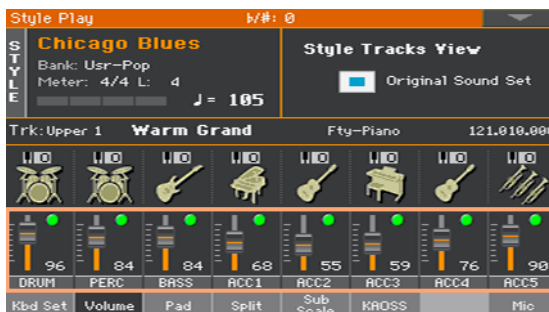 Style Play ♭/#: 0
STYLE
Chicago Blues
Bank: Usr-Pop
Meter: 4/4 L: 4
♩= 105
Style Tracks View
Original Sound Set
Trk: Upper 1 Warm Grand Fty-Piano 121.010.000
96 84 84 68 55 59 76 90
DRUM PERC BASS ACC1 ACC2 ACC3 ACC4 ACC5
Kbd Set Volume Pad Split Sub Scale KAOSS Mic